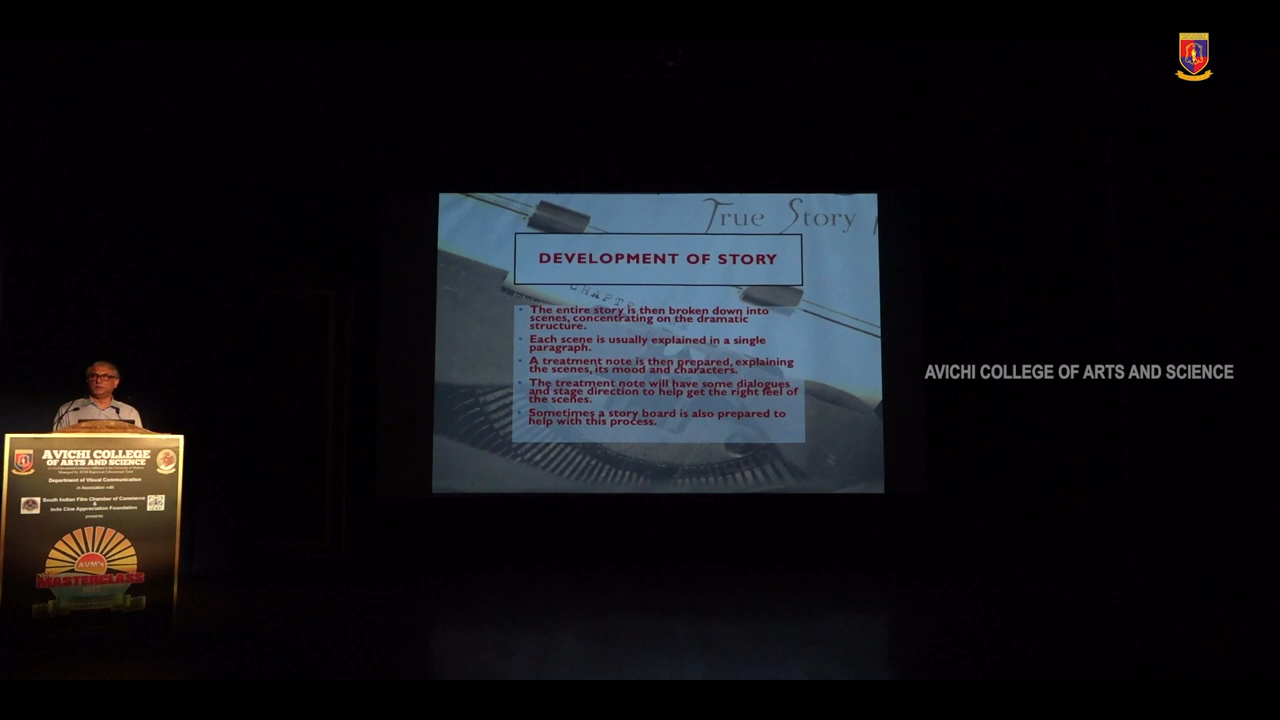 True Story
DEVELOPMENT OF STORY
CHAPT
• The entire story is then broken down into
scenes, concentrating on the dramatic
structure.
• Each scene is usually explained in a single
paragraph.
• A treatment note is then prepared, explaining
the scenes, its mood and characters.
• The treatment note will have some dialogues
and stage direction to help get the right feel of
the scenes.
• Sometimes a story board is also prepared to
help with this process.
AVICHI COLLEGE OF ARTS AND SCIENCE
AVICHI COLLEGE
OF ARTS AND SCIENCE
Department of Visual Communication
in Association with
South Indian Film Chamber of Commerce
&
Indo Cine Appreciation Foundation
presents
AVM's
MASTERCLASS